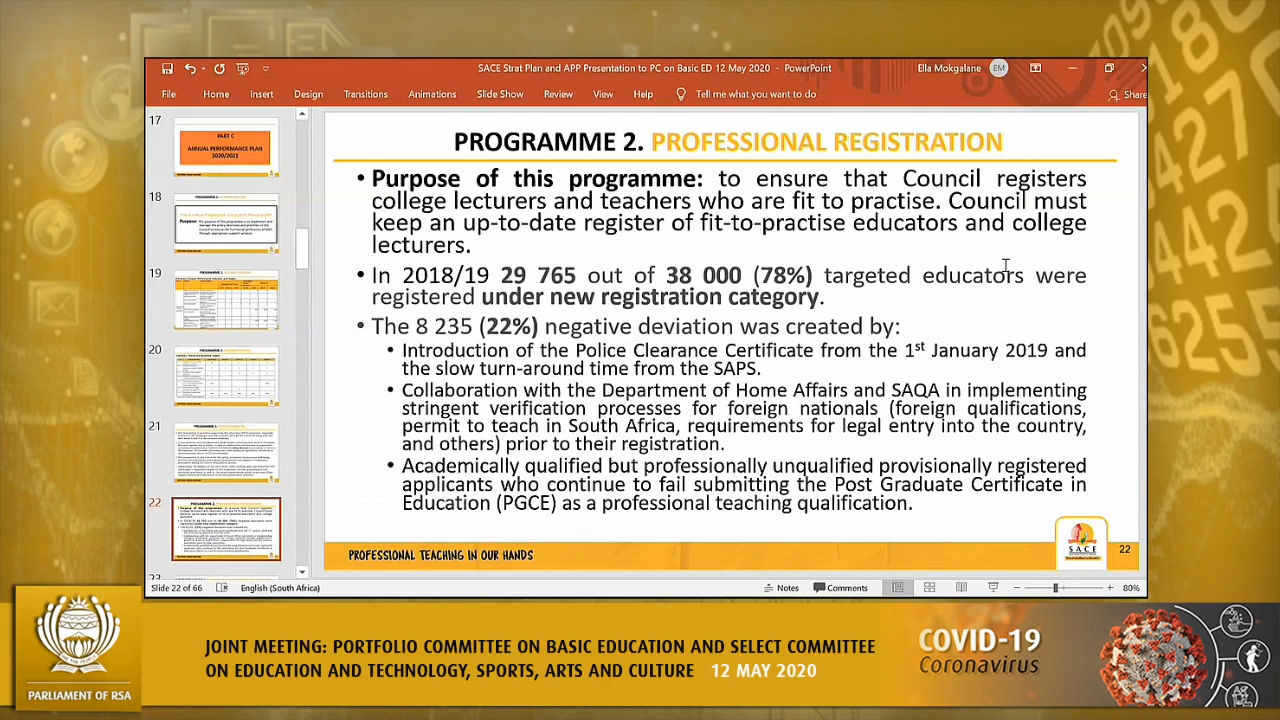 SACE Strat Plan and APP Presentation to PC on Basic ED 12 May 2020 - PowerPoint
Ella Mokgalane EM
File Home Insert Design Transitions Animations Slide Show Review View Help Tell me what you want to do Share
17
PART C
ANNUAL PERFORMANCE PLAN
2020/2021
18
19
20
21
22
23
PROGRAMME 2. PROFESSIONAL REGISTRATION
• Purpose of this programme: to ensure that Council registers
college lecturers and teachers who are fit to practise. Council must
keep an up-to-date register of fit-to-practise educators and college
lecturers.
• In 2018/19 29 765 out of 38 000 (78%) targeted educators were
registered under new registration category.
• The 8 235 (22%) negative deviation was created by:
• Introduction of the Police Clearance Certificate from the 1st January 2019 and
the slow turn-around time from the SAPS.
• Collaboration with the Department of Home Affairs and SAQA in implementing
stringent verification processes for foreign nationals (foreign qualifications,
permit to teach in South Africa, requirements for legal entry into the country,
and others) prior to their registration.
• Academically qualified but professionally unqualified provisionally registered
applicants who continue to fail submitting the Post Graduate Certificate in
Education (PGCE) as a professional teaching qualification.
PROFESSIONAL TEACHING IN OUR HANDS
SACE
22
Slide 22 of 66 English (South Africa) Notes Comments 80%
PARLIAMENT OF RSA
JOINT MEETING: PORTFOLIO COMMITTEE ON BASIC EDUCATION AND SELECT COMMITTEE
ON EDUCATION AND TECHNOLOGY, SPORTS, ARTS AND CULTURE 12 MAY 2020
COVID-19
Coronavirus